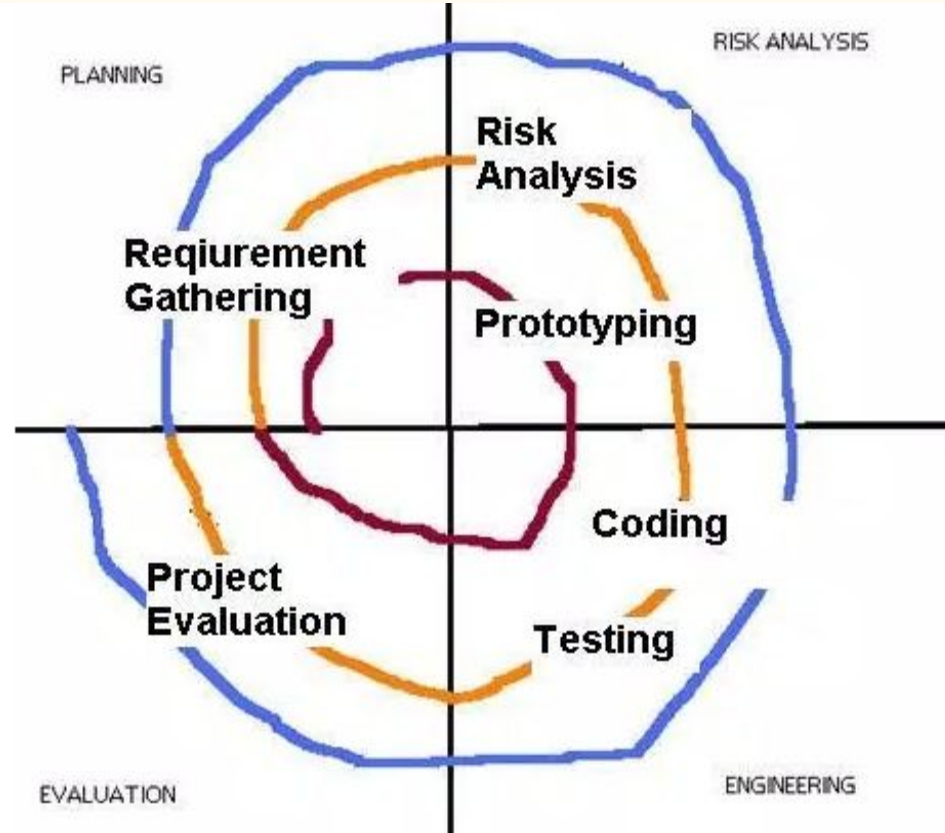 PLANNING
RISK ANALYSIS
Risk
Analysis
Reqiurement
Gathering
Prototyping
Coding
Project
Evaluation
Testing
EVALUATION
ENGINEERING